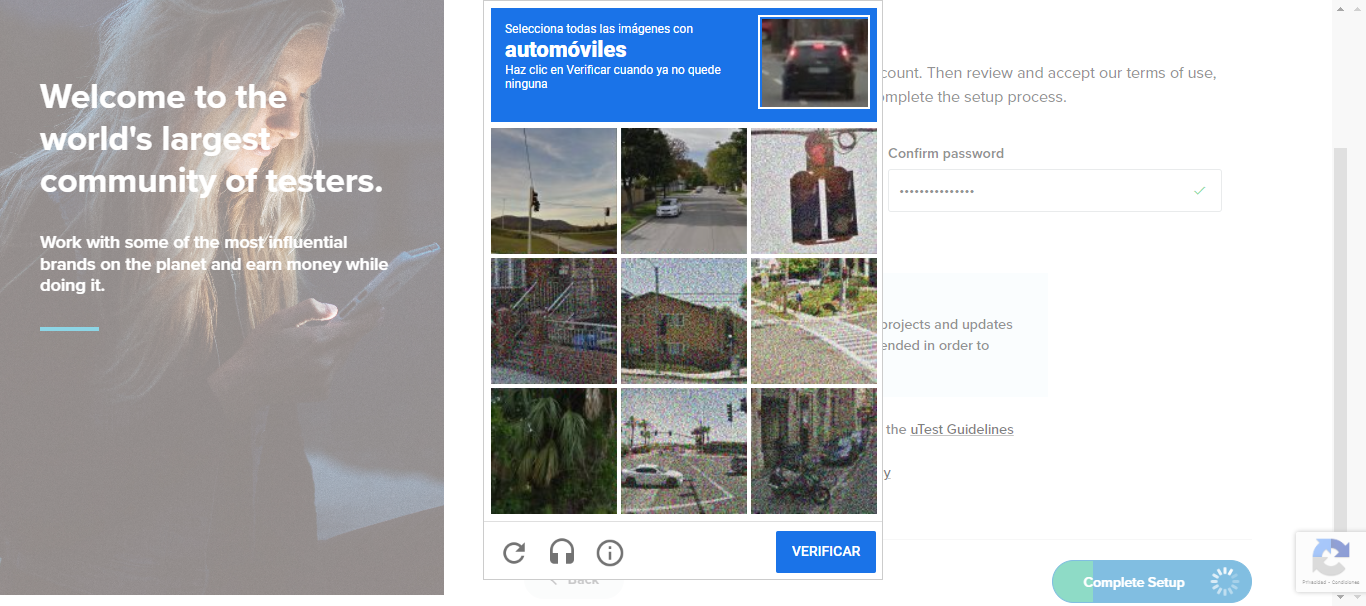 Welcome to the
world's largest
community of testers.
Work with some of the most influential
brands on the planet and earn money while
doing it.
Selecciona todas las imágenes con
automóviles
Haz clic en Verificar cuando ya no quede
ninguna
VERIFICAR
count. Then review and accept our terms of use,
mplete the setup process.
Confirm password
projects and updates
ended in order to
the uTest Guidelines
y
Back
Complete Setup
Privacidad - Condiciones